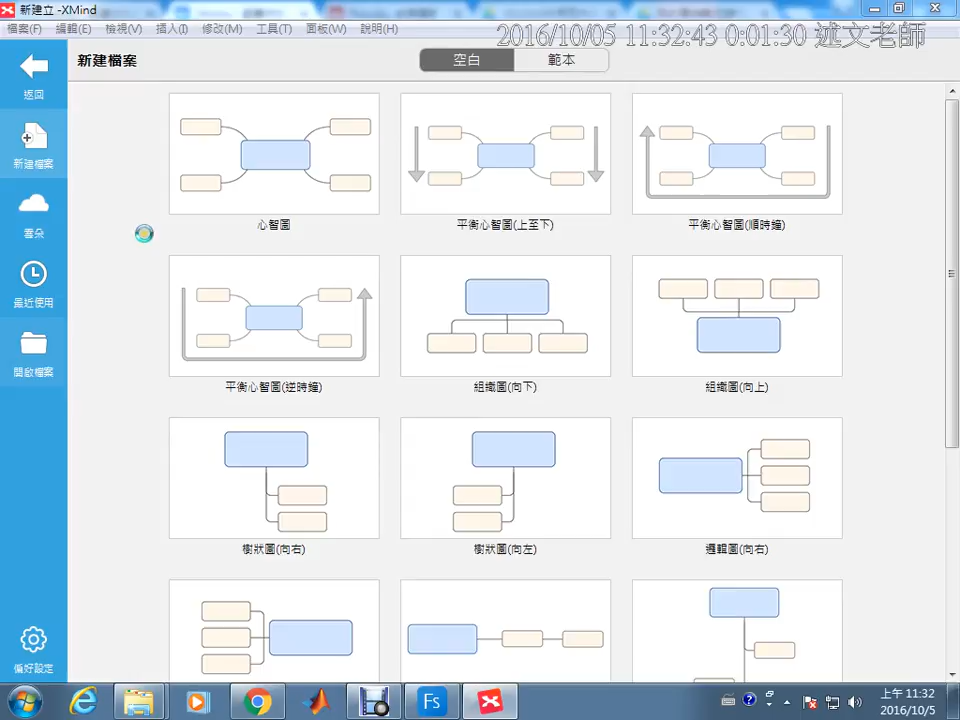 新建立 -XMind
檔案(F) 編輯(E) 檢視(V) 插入(I) 修改(M) 工具(T) 面板(W) 說明(H)
2016/10/05 11:32:43 0:01:30 述文老師
返回
新建檔案
空白
範本
新建檔案
雲朵
最近使用
開啟檔案
心智圖
平衡心智圖(上至下)
平衡心智圖(順時鐘)
平衡心智圖(逆時鐘)
組織圖(向下)
組織圖(向上)
樹狀圖(向右)
樹狀圖(向左)
邏輯圖(向右)
偏好設定
Fs
上午 11:32
2016/10/5